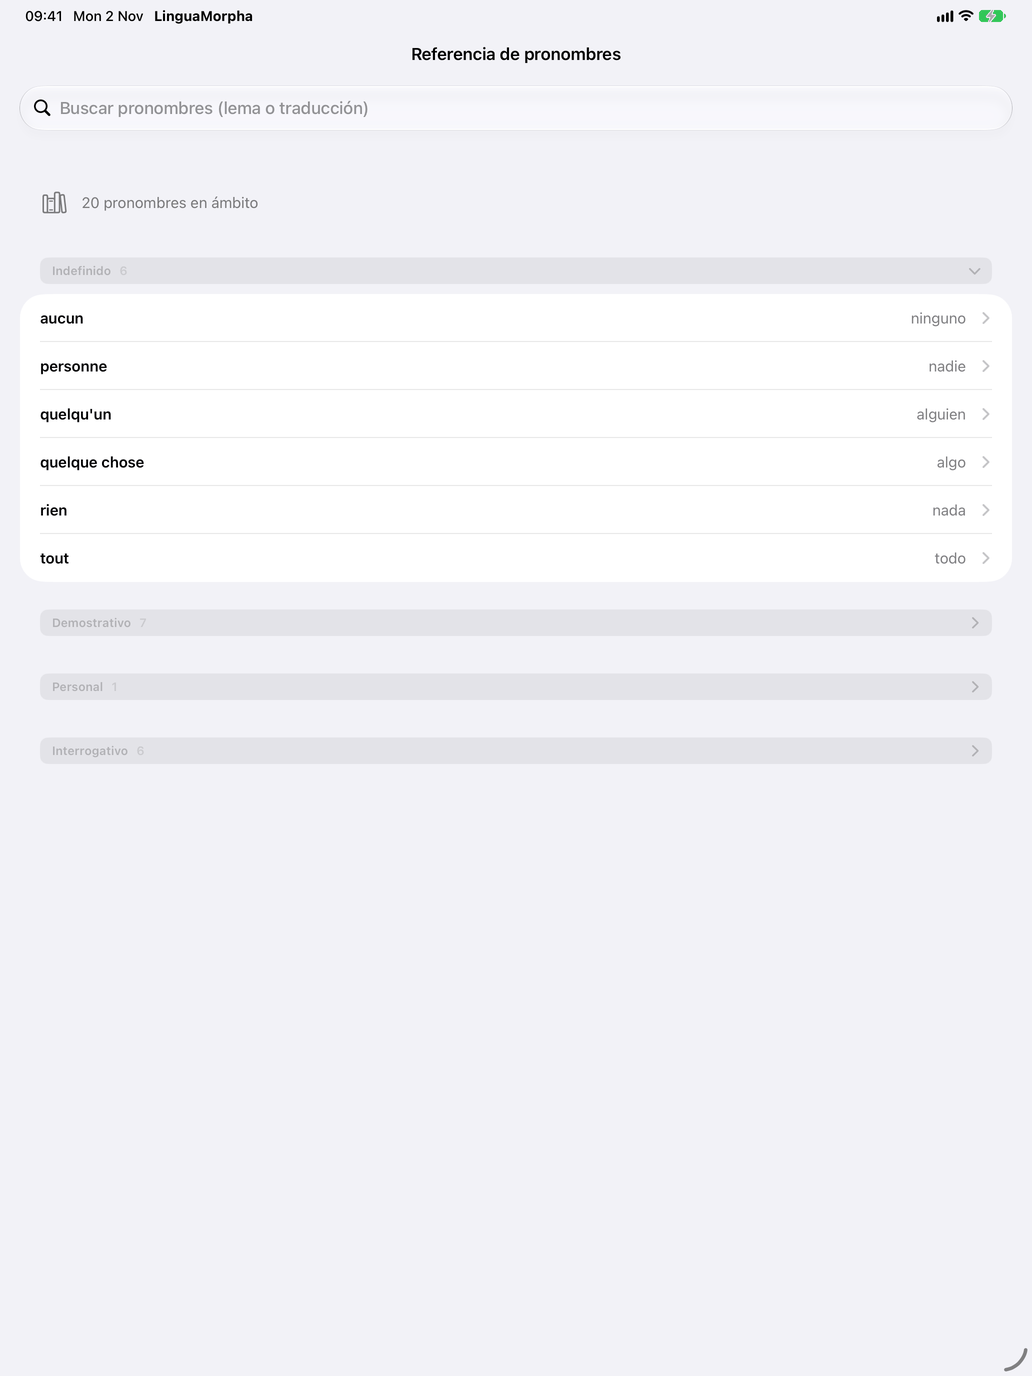 09:41 Mon 2 Nov LinguaMorpha
Referencia de pronombres
Buscar pronombres (lema o traducción)
20 pronombres en ámbito
Indefinido 6
aucun ninguno
personne nadie
quelqu'un alguien
quelque chose algo
rien nada
tout todo
Demostrativo 7
Personal 1
Interrogativo 6